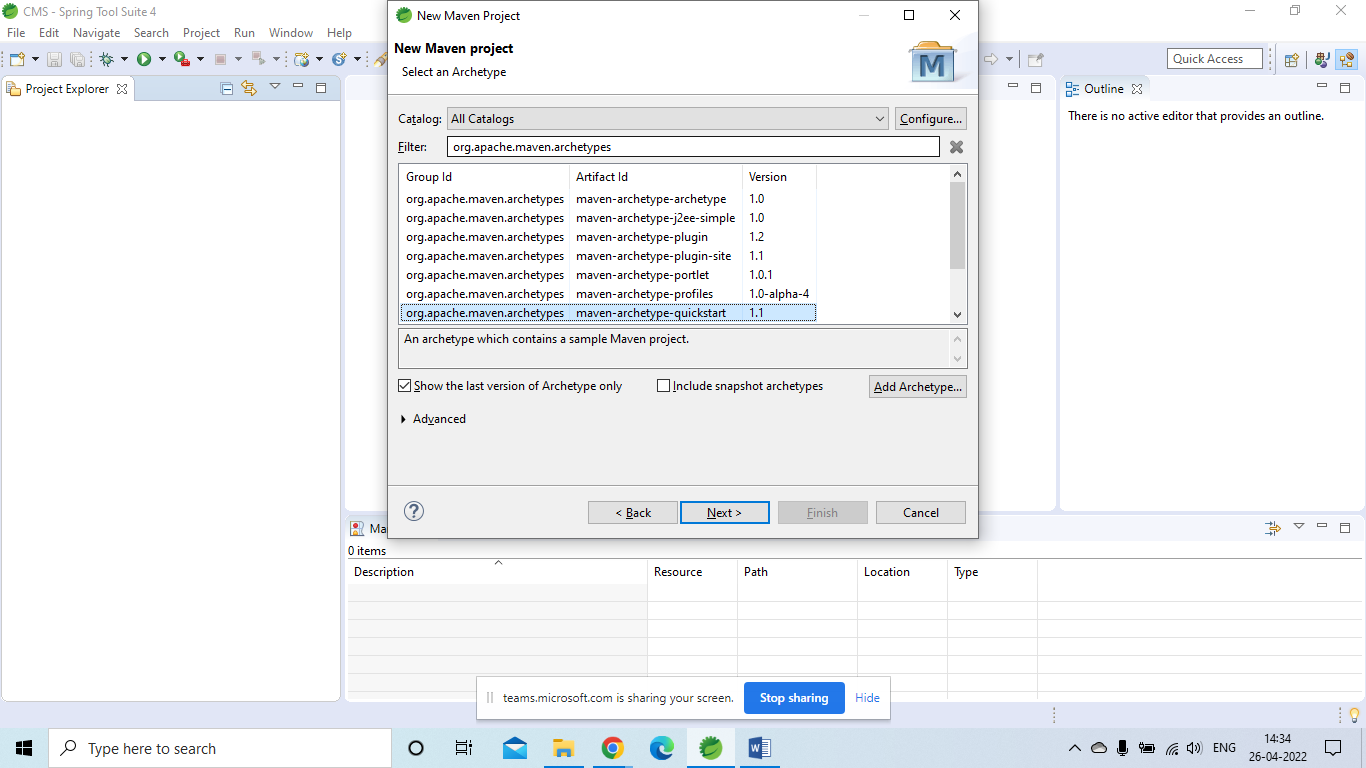 CMS - Spring Tool Suite 4
File Edit Navigate Search Project Run Window Help
Quick Access
Project Explorer
New Maven Project
New Maven project
Select an Archetype
M
Catalog: All Catalogs Configure...
Filter: org.apache.maven.archetypes
Group Id Artifact Id Version
org.apache.maven.archetypes maven-archetype-archetype 1.0
org.apache.maven.archetypes maven-archetype-j2ee-simple 1.0
org.apache.maven.archetypes maven-archetype-plugin 1.2
org.apache.maven.archetypes maven-archetype-plugin-site 1.1
org.apache.maven.archetypes maven-archetype-portlet 1.0.1
org.apache.maven.archetypes maven-archetype-profiles 1.0-alpha-4
org.apache.maven.archetypes maven-archetype-quickstart 1.1
An archetype which contains a sample Maven project.
Show the last version of Archetype only Include snapshot archetypes Add Archetype...
Advanced
? < Back Next > Finish Cancel
Outline
There is no active editor that provides an outline.
Ma
0 items
Description Resource Path Location Type
teams.microsoft.com is sharing your screen. Stop sharing Hide
Type here to search
W
ENG
14:34
26-04-2022